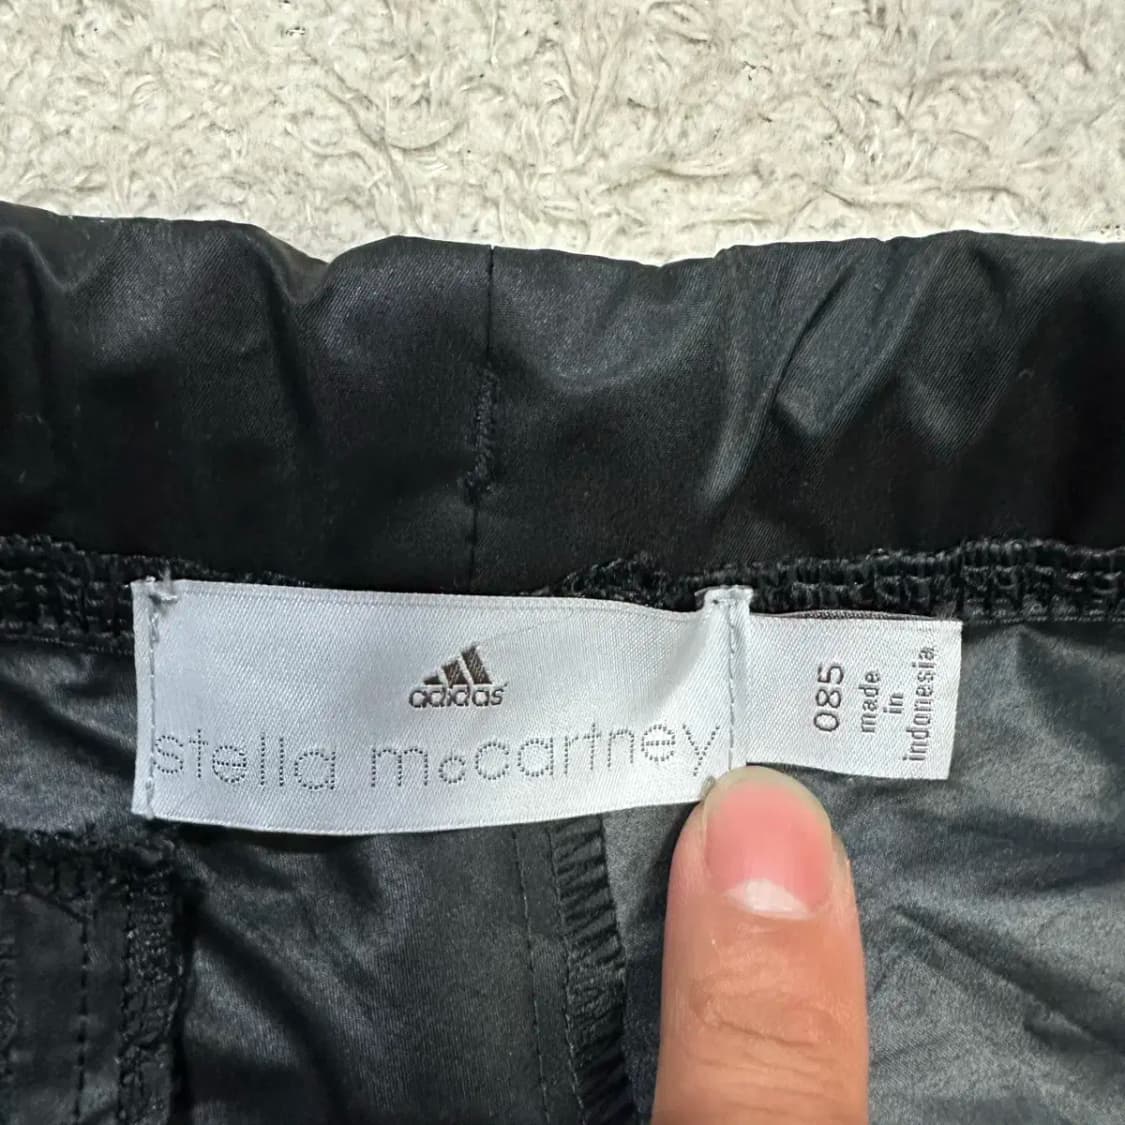 adidas
stella mccartney
085
made
in
indonesia